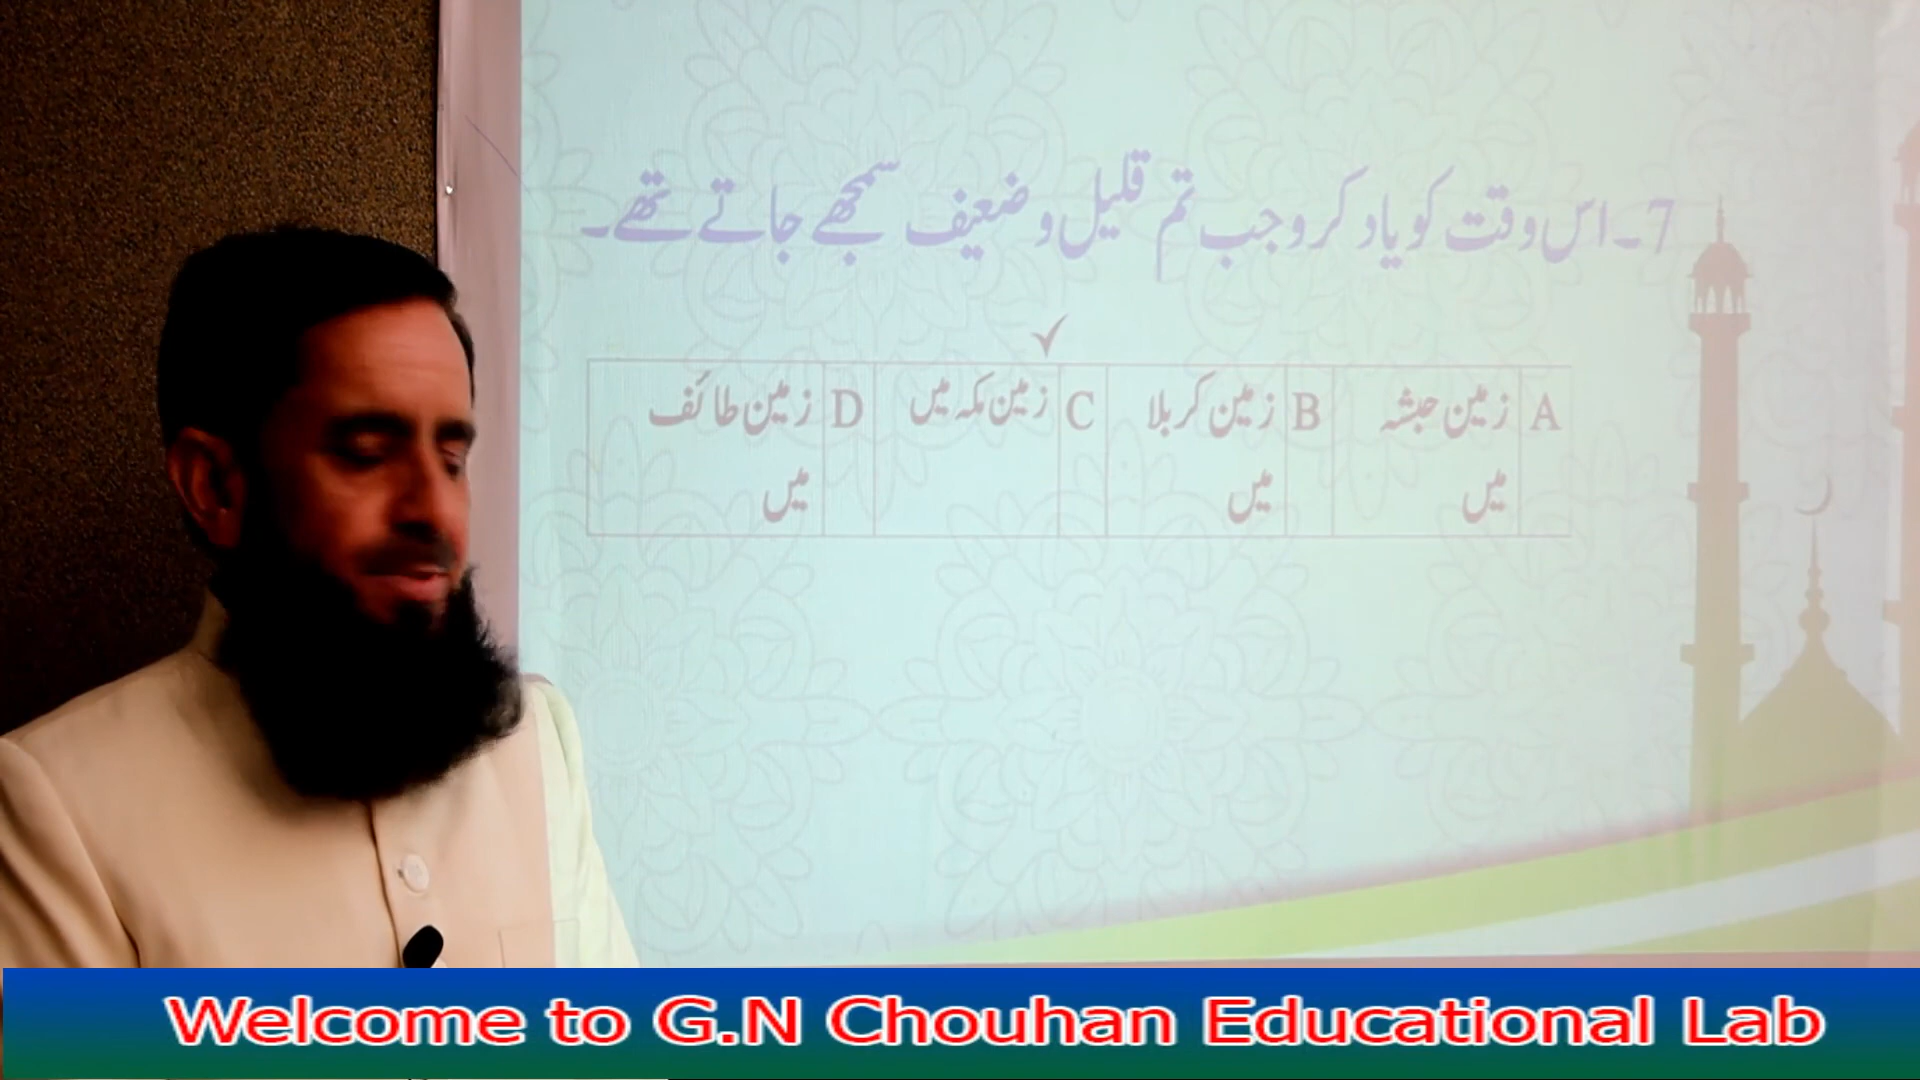 7۔اس وقت کو یاد کرو جب تم قلیل و ضعیف سمجھے جاتے تھے۔
✓
A زمین حبشہ میں B زمین کربلا میں C زمین مکہ میں D زمین طائف میں
Welcome to G.N Chouhan Educational Lab